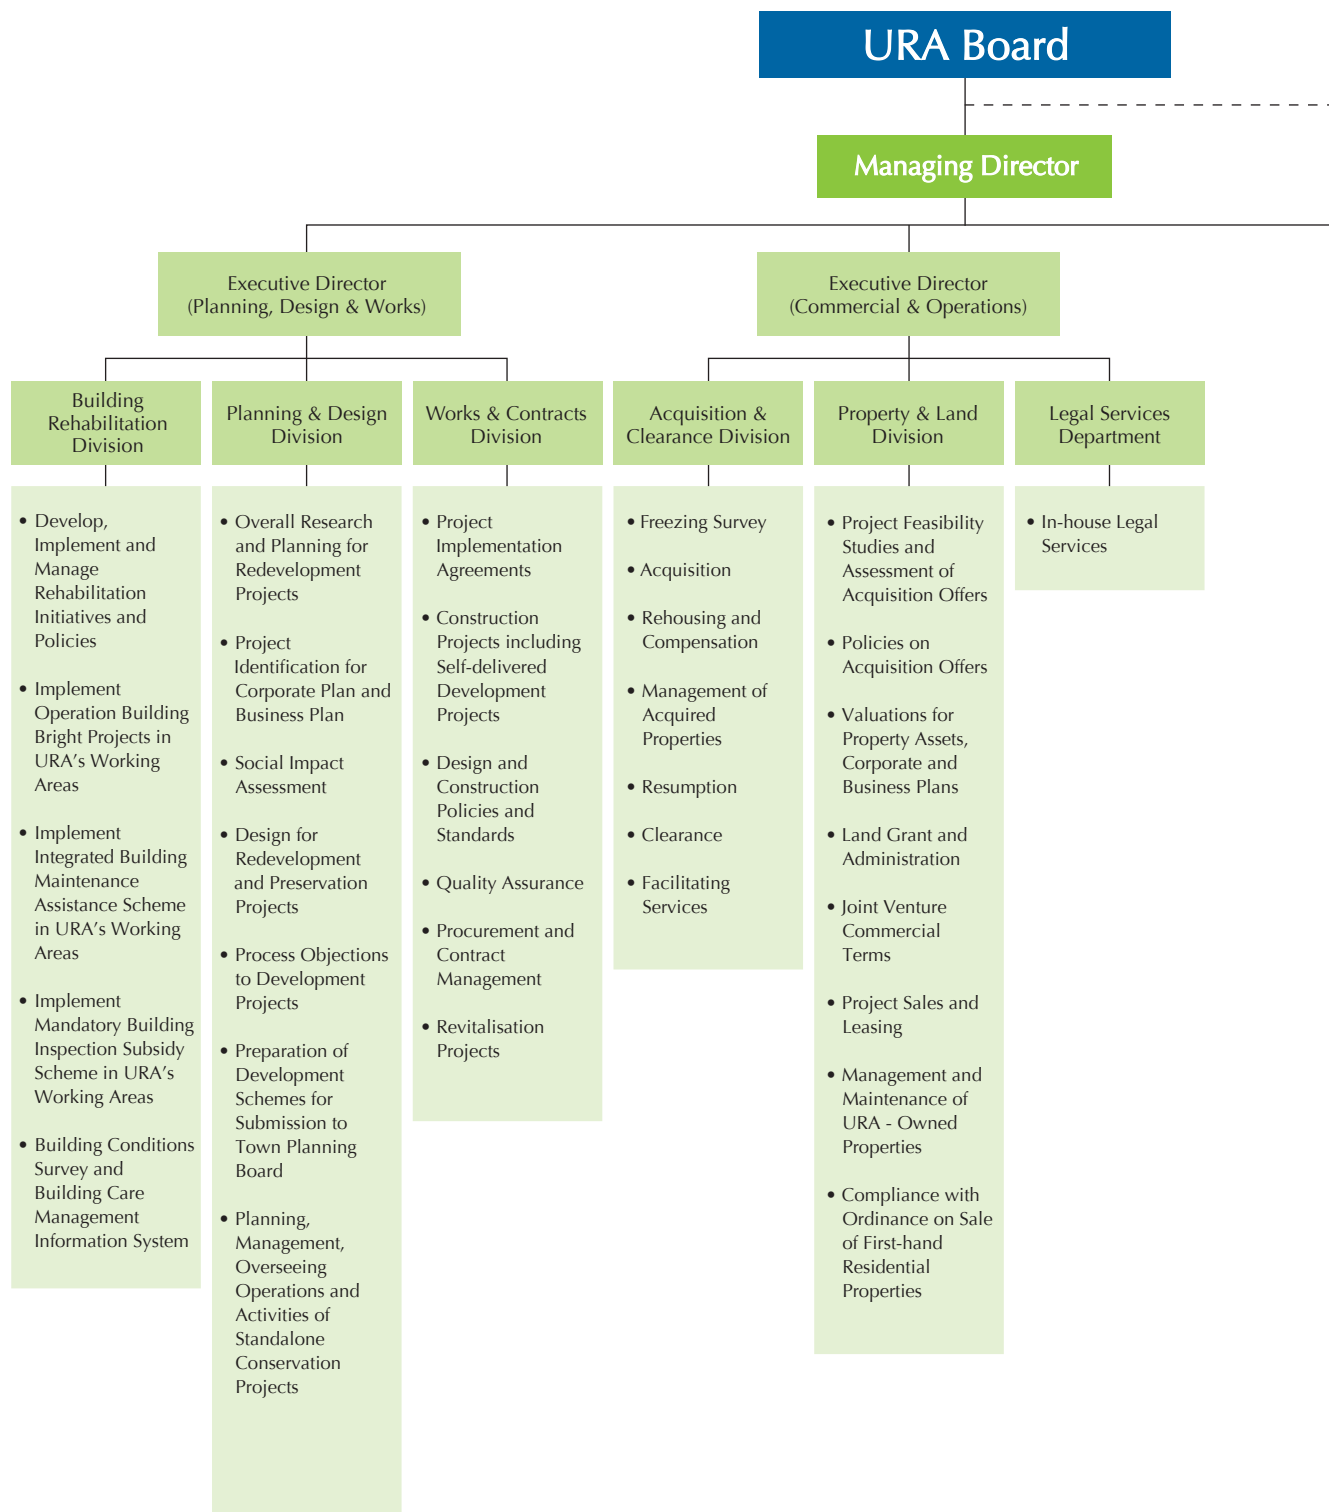 URA Board
Managing Director
Executive Director
(Planning, Design & Works)
Executive Director
(Commercial & Operations)
Building
Rehabilitation
Division
Planning & Design
Division
Works & Contracts
Division
Acquisition &
Clearance Division
Property & Land
Division
Legal Services
Department
• Develop,
Implement and
Manage
Rehabilitation
Initiatives and
Policies
• Implement
Operation Building
Bright Projects in
URA’s Working
Areas
• Implement
Integrated Building
Maintenance
Assistance Scheme
in URA’s Working
Areas
• Implement
Mandatory Building
Inspection Subsidy
Scheme in URA’s
Working Areas
• Building Conditions
Survey and
Building Care
Management
Information System
• Overall Research
and Planning for
Redevelopment
Projects
• Project
Identification for
Corporate Plan and
Business Plan
• Social Impact
Assessment
• Design for
Redevelopment
and Preservation
Projects
• Process Objections
to Development
Projects
• Preparation of
Development
Schemes for
Submission to
Town Planning
Board
• Planning,
Management,
Overseeing
Operations and
Activities of
Standalone
Conservation
Projects
• Project
Implementation
Agreements
• Construction
Projects including
Self-delivered
Development
Projects
• Design and
Construction
Policies and
Standards
• Quality Assurance
• Procurement and
Contract
Management
• Revitalisation
Projects
• Freezing Survey
• Acquisition
• Rehousing and
Compensation
• Management of
Acquired
Properties
• Resumption
• Clearance
• Facilitating
Services
• Project Feasibility
Studies and
Assessment of
Acquisition Offers
• Policies on
Acquisition Offers
• Valuations for
Property Assets,
Corporate and
Business Plans
• Land Grant and
Administration
• Joint Venture
Commercial
Terms
• Project Sales and
Leasing
• Management and
Maintenance of
URA - Owned
Properties
• Compliance with
Ordinance on Sale
of First-hand
Residential
Properties
• In-house Legal
Services